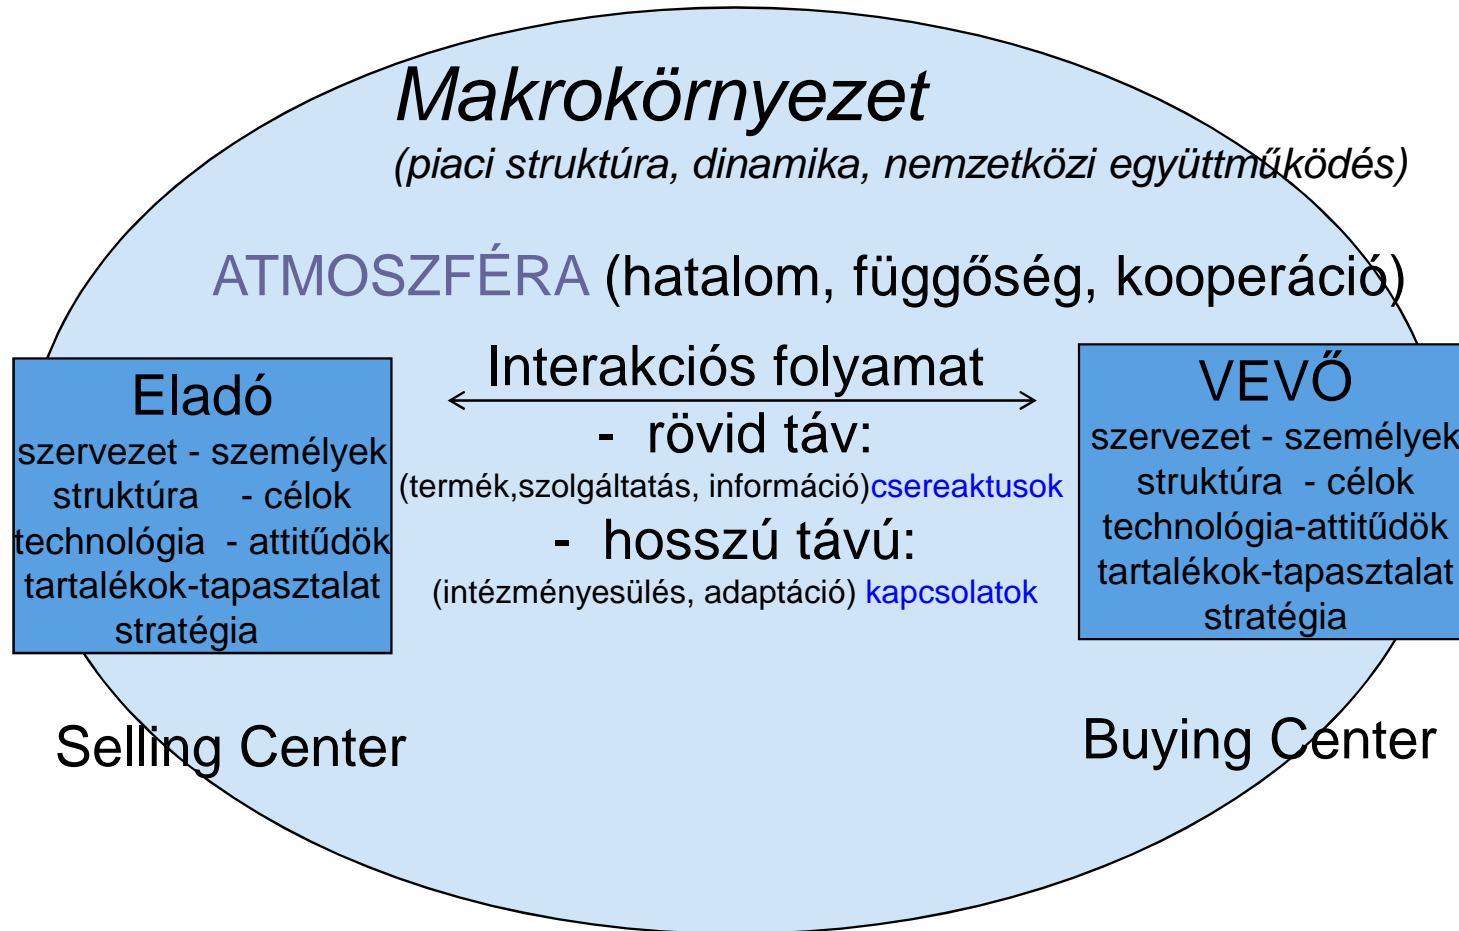 Makrokörnyezet
(piaci struktúra, dinamika, nemzetközi együttműködés)
ATMOSZFÉRA (hatalom, függőség, kooperáció)
Eladó
szervezet - személyek
struktúra - célok
technológia - attitűdök
tartalékok-tapasztalat
stratégia
Interakciós folyamat
- rövid táv:
(termék,szolgáltatás, információ)csereaktusok
- hosszú távú:
(intézményesülés, adaptáció) kapcsolatok
VEVŐ
szervezet - személyek
struktúra - célok
technológia-attitűdök
tartalékok-tapasztalat
stratégia
Selling Center
Buying Center